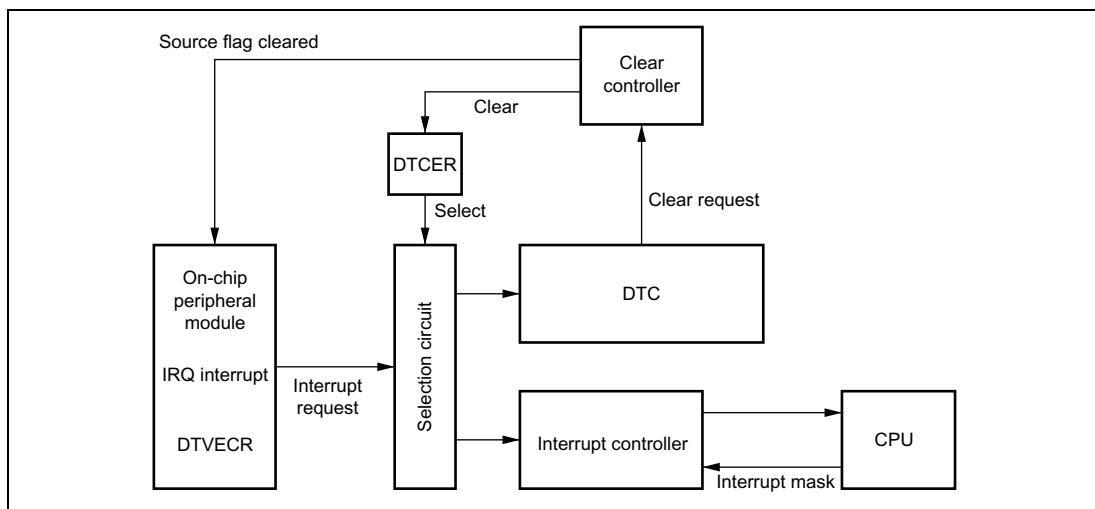 Source flag cleared
Clear
controller
Clear
DTCER
Clear request
Select
On-chip
peripheral
module
IRQ interrupt
DTVECR
Interrupt
request
Selection circuit
DTC
Interrupt controller
CPU
Interrupt mask